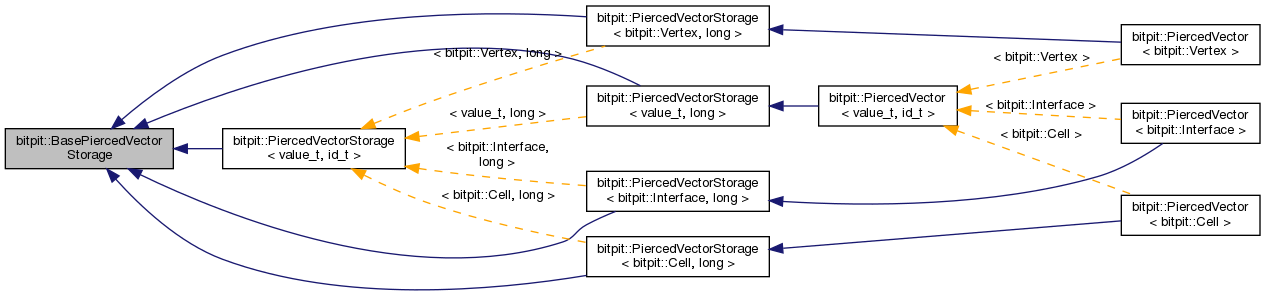 bitpit::PiercedVectorStorage
< bitpit::Vertex, long >
bitpit::PiercedVector
< bitpit::Vertex >
< bitpit::Vertex, long >
< bitpit::Vertex >
bitpit::PiercedVectorStorage
< value_t, long >
bitpit::PiercedVector
< value_t, id_t >
< value_t, long >
< bitpit::Interface >
bitpit::PiercedVector
< bitpit::Interface >
bitpit::BasePiercedVector
Storage
bitpit::PiercedVectorStorage
< value_t, id_t >
< bitpit::Interface,
long >
< bitpit::Cell >
bitpit::PiercedVectorStorage
< bitpit::Interface, long >
< bitpit::Cell, long >
bitpit::PiercedVector
< bitpit::Cell >
bitpit::PiercedVectorStorage
< bitpit::Cell, long >